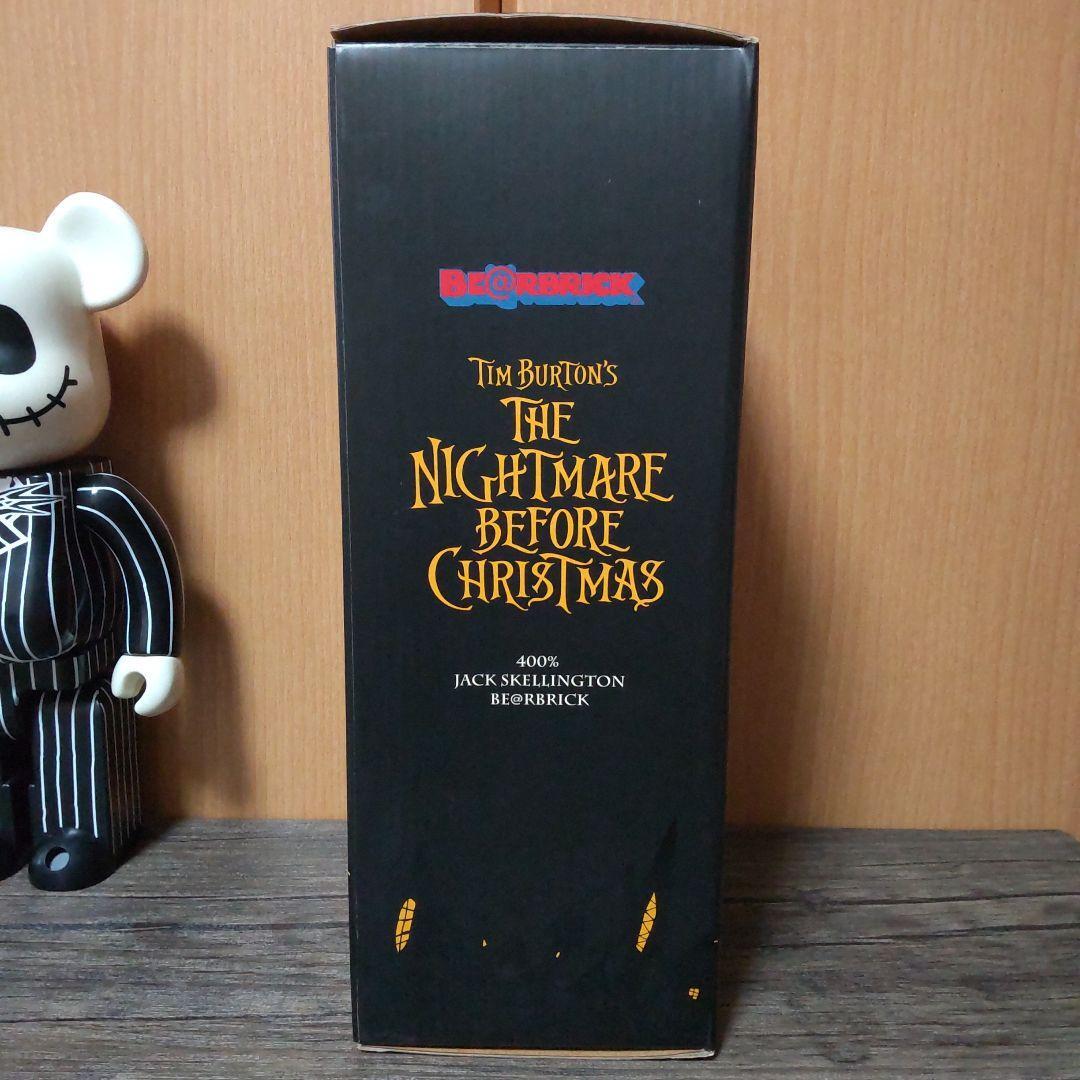 BE@RBRICK
TIM BURTON'S
THE
NIGHTMARE
BEFORE
CHRISTMAS
400%
JACK SKELLINGTON
BE@RBRICK